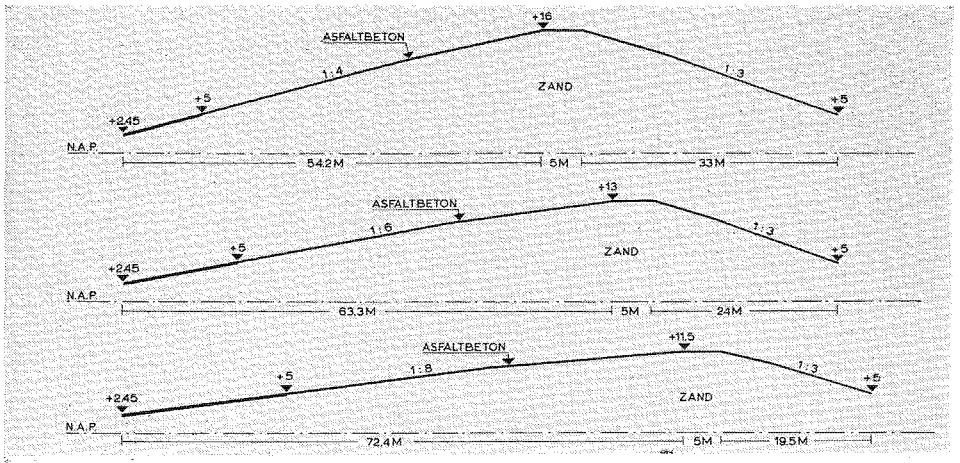 +16
ASFALTBETON
1:4
1:3
ZAND
+5
+5
+2.45
N.A.P.
54.2M 5M 33M
+13
ASFALTBETON
1:6
1:3
ZAND
+5
+5
+2.45
N.A.P.
63.3M 5M 24M
+11.5
ASFALTBETON
1:8
1:3
+5
+5
ZAND
+2.45
N.A.P.
72.4M 5M 19.5M